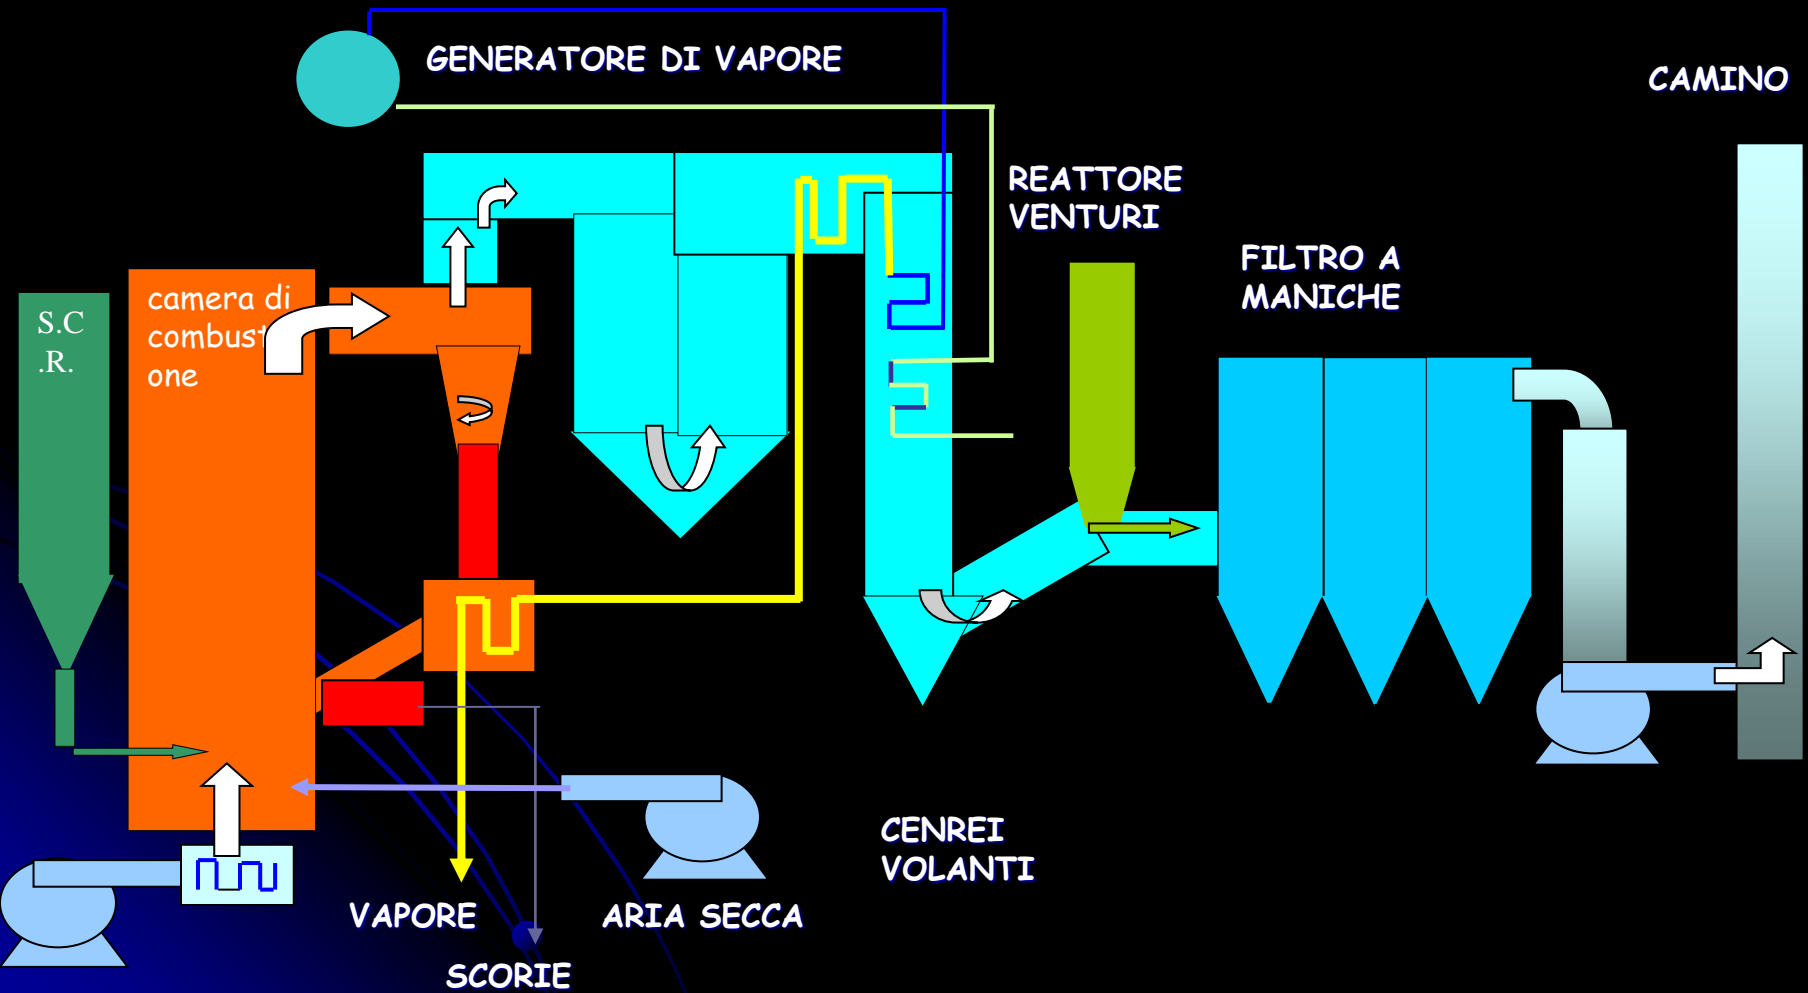 GENERATORE DI VAPORE
CAMINO
REATTORE
VENTURI
FILTRO A
MANICHE
S.C
.R.
camera di
combust
one
CENREI
VOLANTI
VAPORE
ARIA SECCA
SCORIE